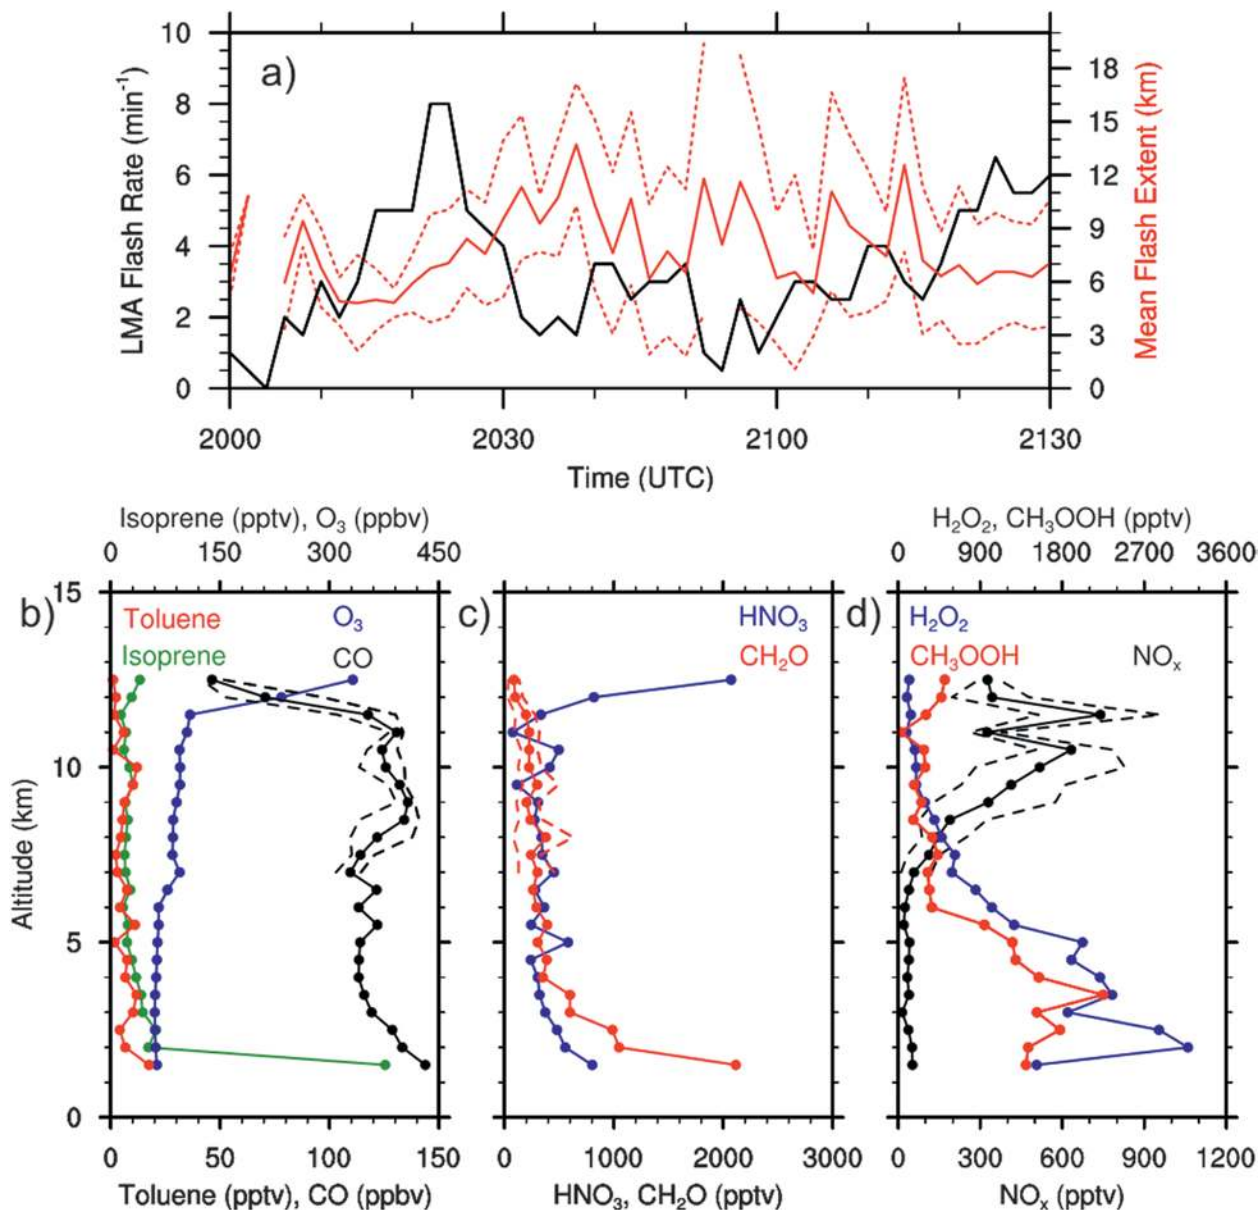 a)
10
8
6
4
2
0
LMA Flash Rate (min⁻¹)
18
15
12
9
6
3
0
Mean Flash Extent (km)
2000 2030 2100 2130
Time (UTC)
Isoprene (pptv), O₃ (ppbv)
0 150 300 450
H₂O₂, CH₃OOH (pptv)
0 900 1800 2700 3600
b)
Toluene O₃
Isoprene CO
c)
HNO₃
CH₂O
d)
H₂O₂
CH₃OOH NOₓ
15
10
5
0
Altitude (km)
0 50 100 150
Toluene (pptv), CO (ppbv)
0 1000 2000 3000
HNO₃, CH₂O (pptv)
0 300 600 900 1200
NOₓ (pptv)